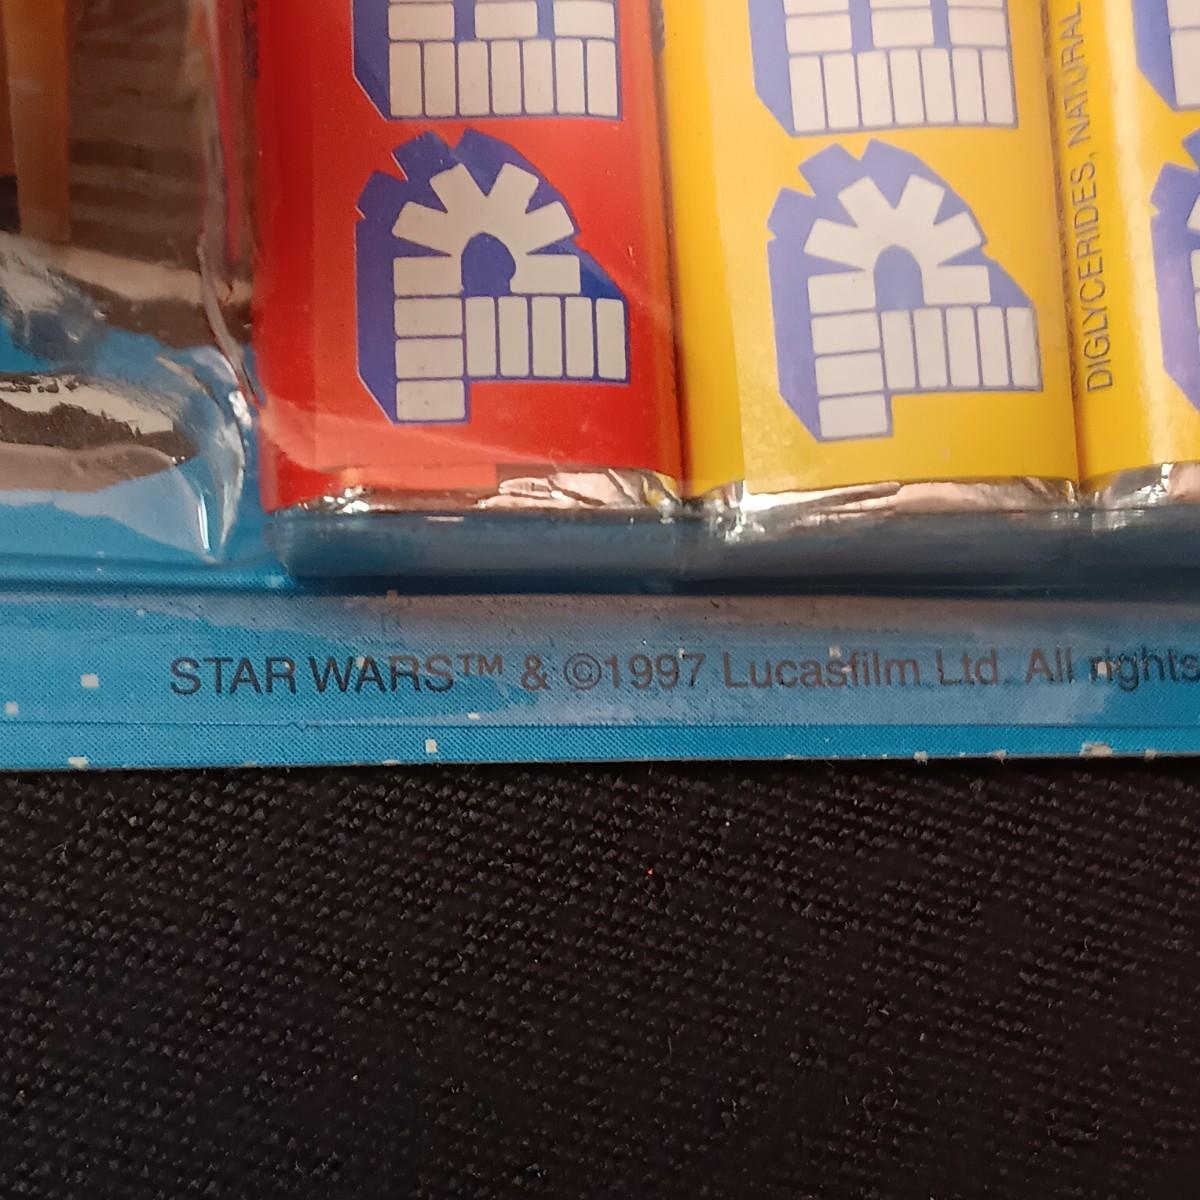 P
P
DIGLYCERIDES, NATURAL
STAR WARS™ & ©1997 Lucasfilm Ltd. All rights